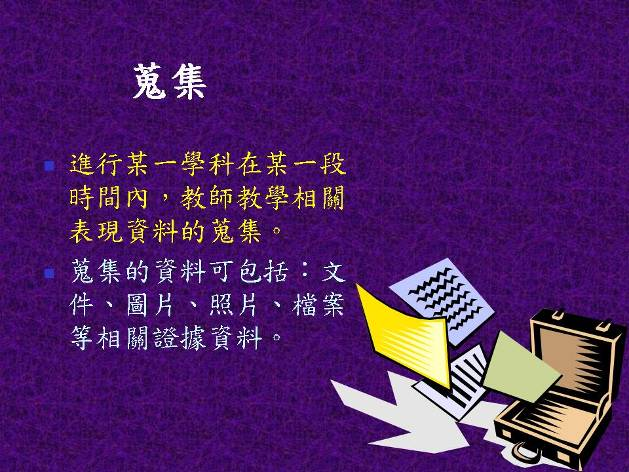 蒐集
進行某一學科在某一段
時間內，教師教學相關
表現資料的蒐集。
蒐集的資料可包括：文
件、圖片、照片、檔案
等相關證據資料。